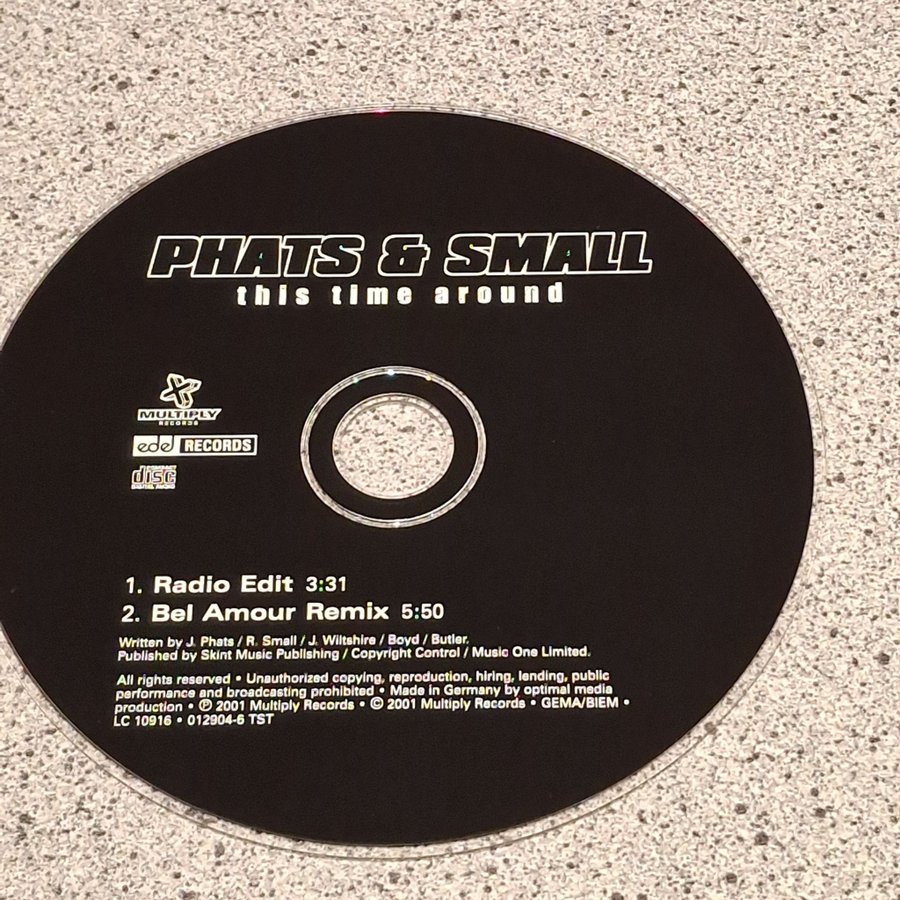 PHATS & SMALL
this time around
MULTIPLY
RECORDS
edel RECORDS
COMPACT
disc
DIGITAL AUDIO
1. Radio Edit 3:31
2. Bel Amour Remix 5:50
Written by J. Phats / R. Small / J. Wiltshire / Boyd / Butler.
Published by Skint Music Publishing / Copyright Control / Music One Limited.
All rights reserved • Unauthorized copying, reproduction, hiring, lending, public
performance and broadcasting prohibited • Made in Germany by optimal media
production • ℗ 2001 Multiply Records • © 2001 Multiply Records • GEMA/BIEM •
LC 10916 • 012904-6 TST